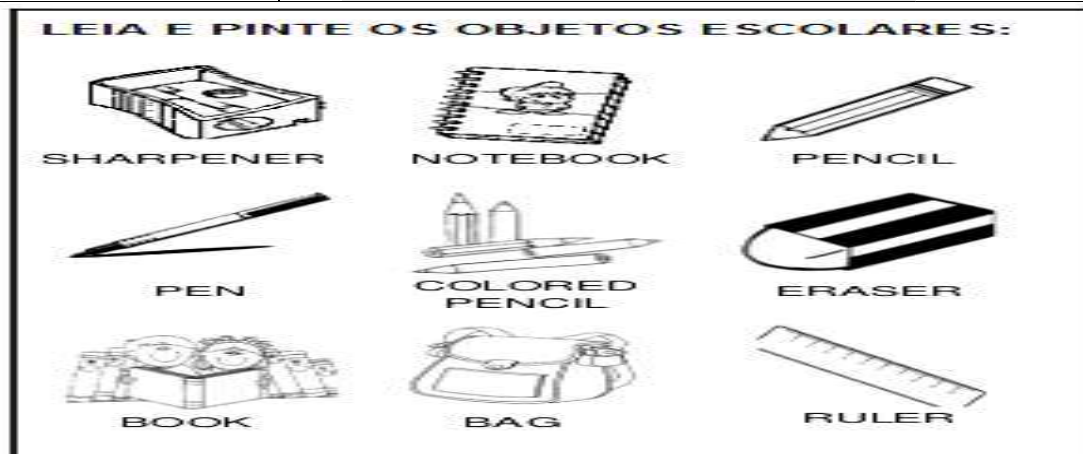 LEIA E PINTE OS OBJETOS ESCOLARES:
SHARPENER NOTEBOOK PENCIL
PEN COLORED PENCIL ERASER
BOOK BAG RULER